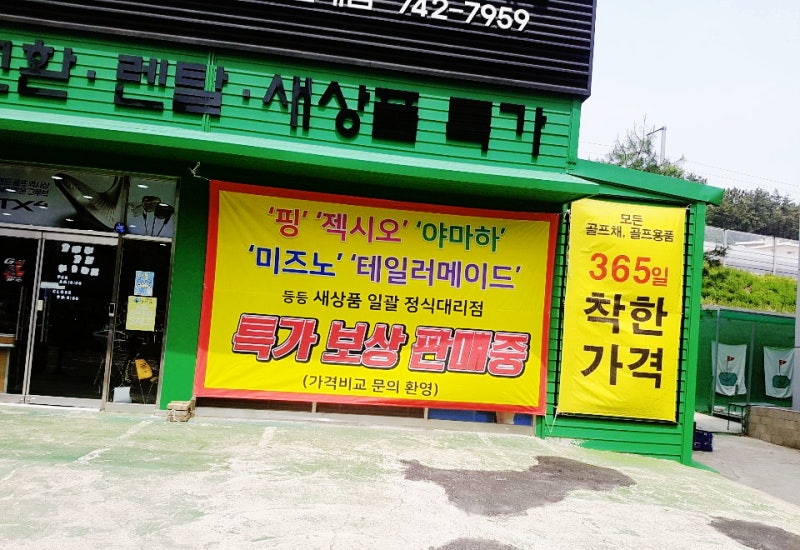 742-7959
환·렌탈·새상품 특가
TX4
'핑' '젝시오' '야마하'
'미즈노' '테일러메이드'
등등 새상품 일괄 정식대리점
특가 보상 판매중
(가격비교 문의 환영)
모든
골프채, 골프용품
365일
착한
가격